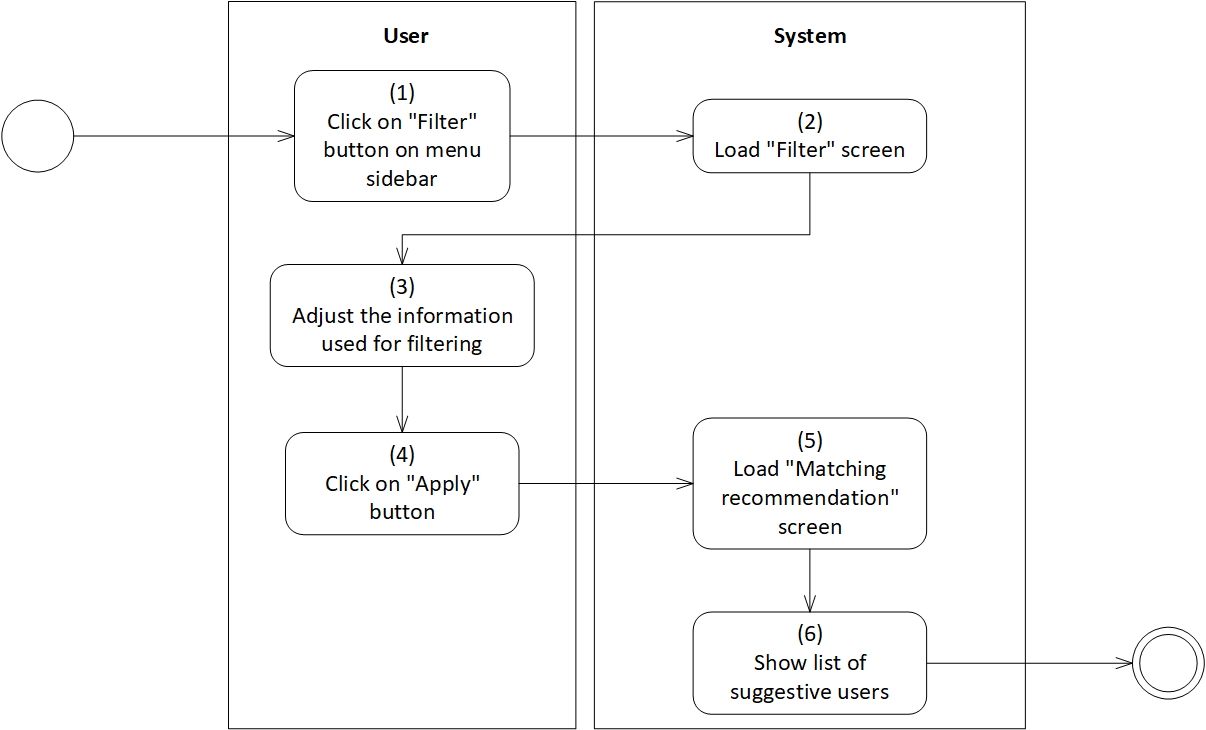 User
System
(1)
Click on "Filter"
button on menu
sidebar
(2)
Load "Filter" screen
(3)
Adjust the information
used for filtering
(4)
Click on "Apply"
button
(5)
Load "Matching
recommendation"
screen
(6)
Show list of
suggestive users